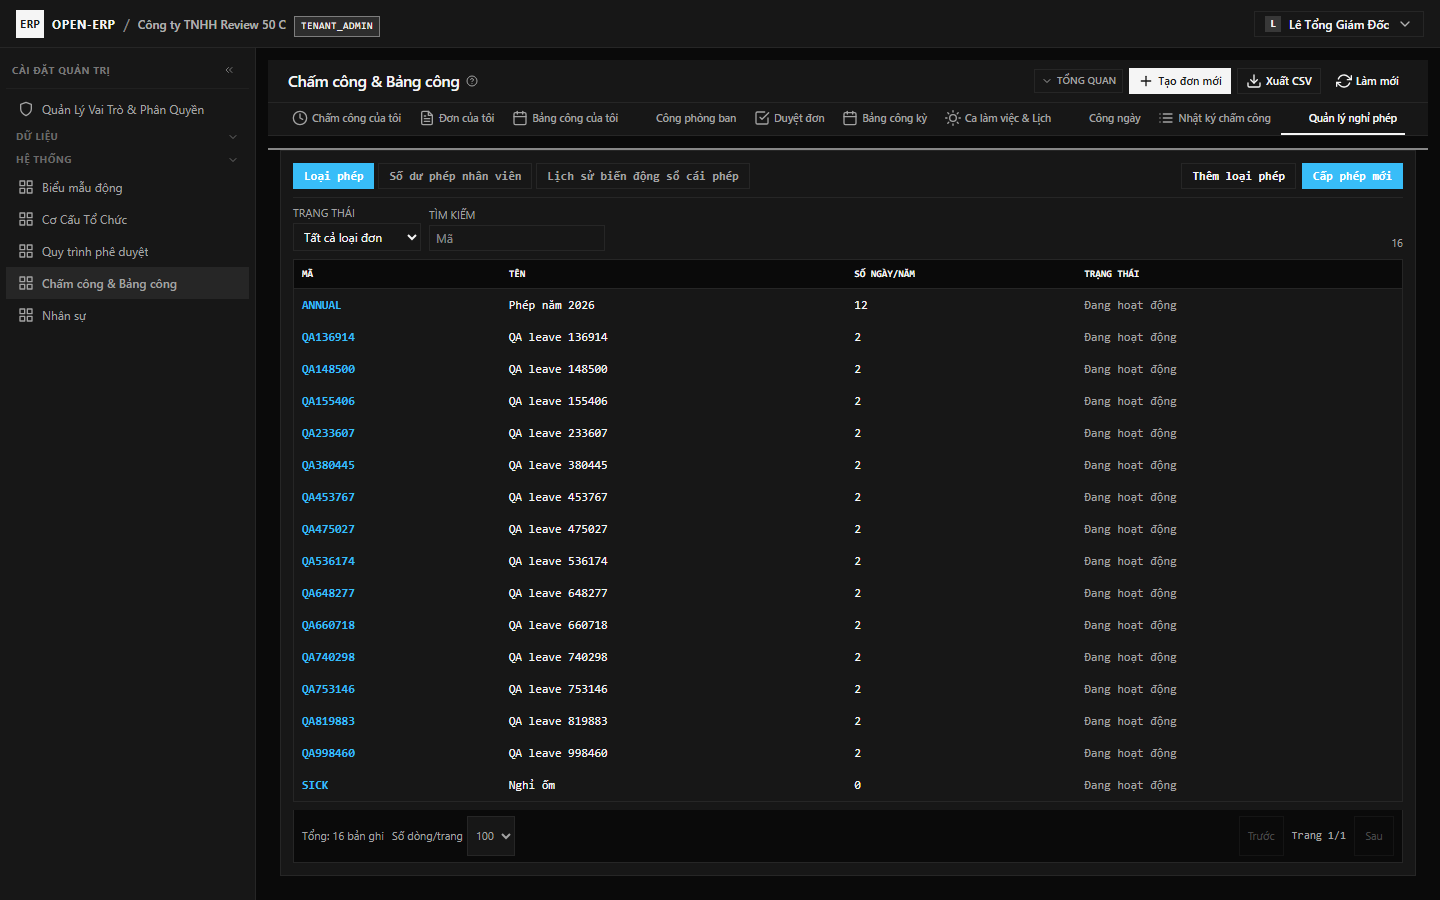 ERP OPEN-ERP / Công ty TNHH Review 50 C TENANT_ADMIN L Lê Tổng Giám Đốc
CÀI ĐẶT QUẢN TRỊ «
Quản Lý Vai Trò & Phân Quyền
DỮ LIỆU
HỆ THỐNG
Biểu mẫu động
Cơ Cấu Tổ Chức
Quy trình phê duyệt
Chấm công & Bảng công
Nhân sự
Chấm công & Bảng công ? TỔNG QUAN + Tạo đơn mới Xuất CSV Làm mới
Chấm công của tôi Đơn của tôi Bảng công của tôi Công phòng ban Duyệt đơn Bảng công kỳ Ca làm việc & Lịch Công ngày Nhật ký chấm công Quản lý nghỉ phép
Loại phép Số dư phép nhân viên Lịch sử biến động sổ cái phép Thêm loại phép Cấp phép mới
TRẠNG THÁI TÌM KIẾM
Tất cả loại đơn Mã 16
MÃ TÊN SỐ NGÀY/NĂM TRẠNG THÁI
ANNUAL Phép năm 2026 12 Đang hoạt động
QA136914 QA leave 136914 2 Đang hoạt động
QA148500 QA leave 148500 2 Đang hoạt động
QA155406 QA leave 155406 2 Đang hoạt động
QA233607 QA leave 233607 2 Đang hoạt động
QA380445 QA leave 380445 2 Đang hoạt động
QA453767 QA leave 453767 2 Đang hoạt động
QA475027 QA leave 475027 2 Đang hoạt động
QA536174 QA leave 536174 2 Đang hoạt động
QA648277 QA leave 648277 2 Đang hoạt động
QA660718 QA leave 660718 2 Đang hoạt động
QA740298 QA leave 740298 2 Đang hoạt động
QA753146 QA leave 753146 2 Đang hoạt động
QA819883 QA leave 819883 2 Đang hoạt động
QA998460 QA leave 998460 2 Đang hoạt động
SICK Nghỉ ốm 0 Đang hoạt động
Tổng: 16 bản ghi Số dòng/trang 100 Trước Trang 1/1 Sau